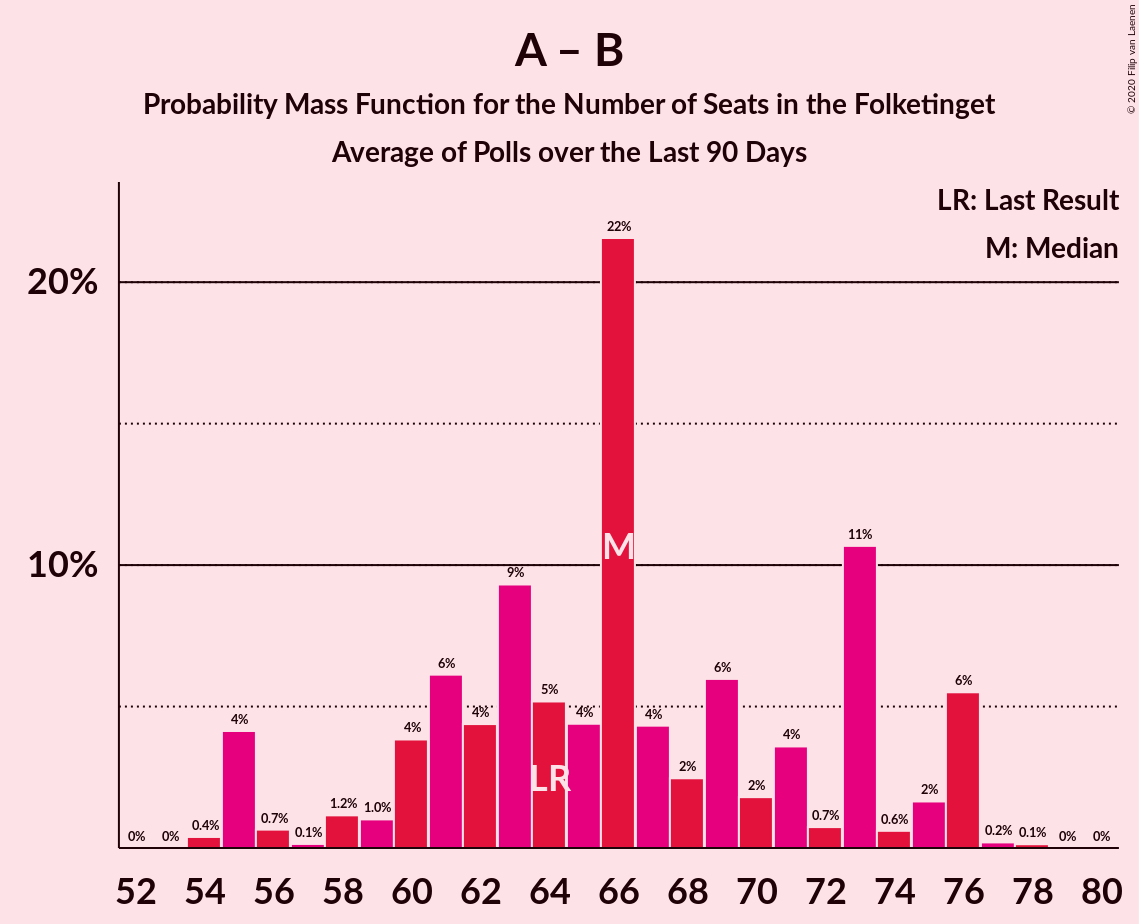 A – B
Probability Mass Function for the Number of Seats in the Folketinget
Average of Polls over the Last 90 Days
© 2020 Filip van Laenen
LR: Last Result
M: Median
20%
10%
0% 0% 0.4% 4% 0.7% 0.1% 1.2% 1.0% 4% 6% 4% 9% 5% 4% 22% 4% 2% 6% 2% 4% 0.7% 11% 0.6% 2% 6% 0.2% 0.1% 0% 0%
M
LR
52 54 56 58 60 62 64 66 68 70 72 74 76 78 80